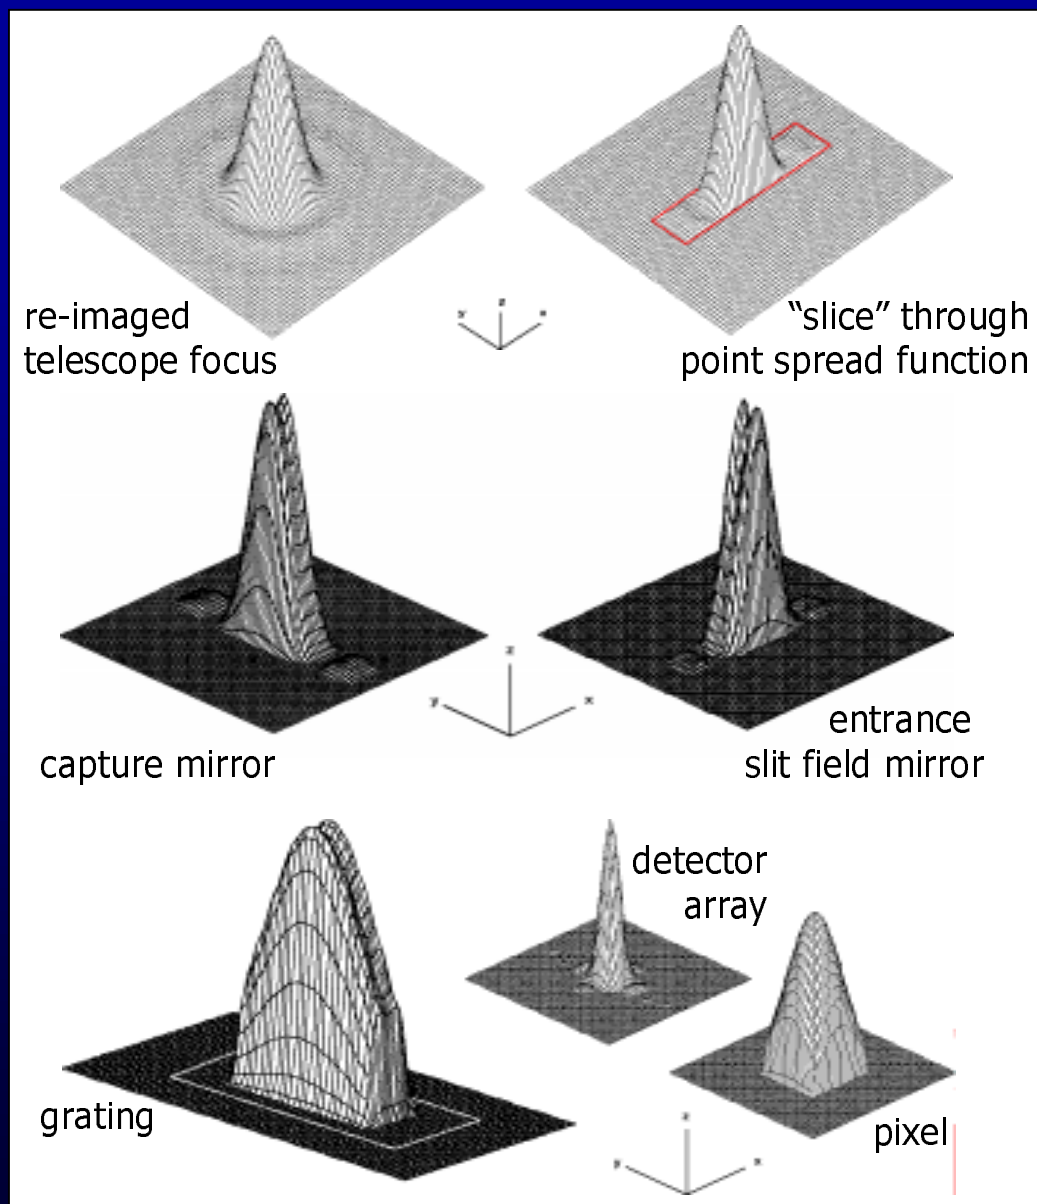 re-imaged
telescope focus
y z x
"slice" through
point spread function
capture mirror
y z x
entrance
slit field mirror
grating
detector
array
y z x
pixel